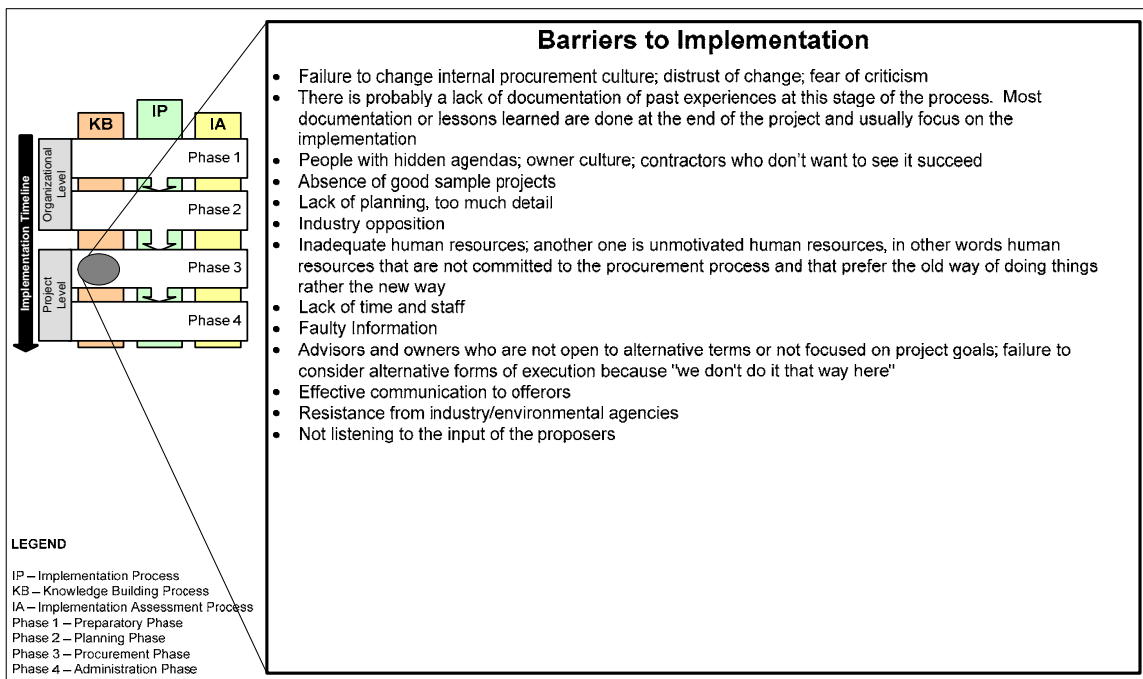 Barriers to Implementation
• Failure to change internal procurement culture; distrust of change; fear of criticism
• There is probably a lack of documentation of past experiences at this stage of the process.  Most
documentation or lessons learned are done at the end of the project and usually focus on the
implementation
• People with hidden agendas; owner culture; contractors who don't want to see it succeed
• Absence of good sample projects
• Lack of planning, too much detail
• Industry opposition
• Inadequate human resources; another one is unmotivated human resources, in other words human
resources that are not committed to the procurement process and that prefer the old way of doing things
rather the new way
• Lack of time and staff
• Faulty Information
• Advisors and owners who are not open to alternative terms or not focused on project goals; failure to
consider alternative forms of execution because "we don't do it that way here"
• Effective communication to offerors
• Resistance from industry/environmental agencies
• Not listening to the input of the proposers
KB
IP
IA
Implementation Timeline
Organizational
Level
Project
Level
Phase 1
Phase 2
Phase 3
Phase 4
LEGEND
IP – Implementation Process
KB – Knowledge Building Process
IA – Implementation Assessment Process
Phase 1 – Preparatory Phase
Phase 2 – Planning Phase
Phase 3 – Procurement Phase
Phase 4 – Administration Phase